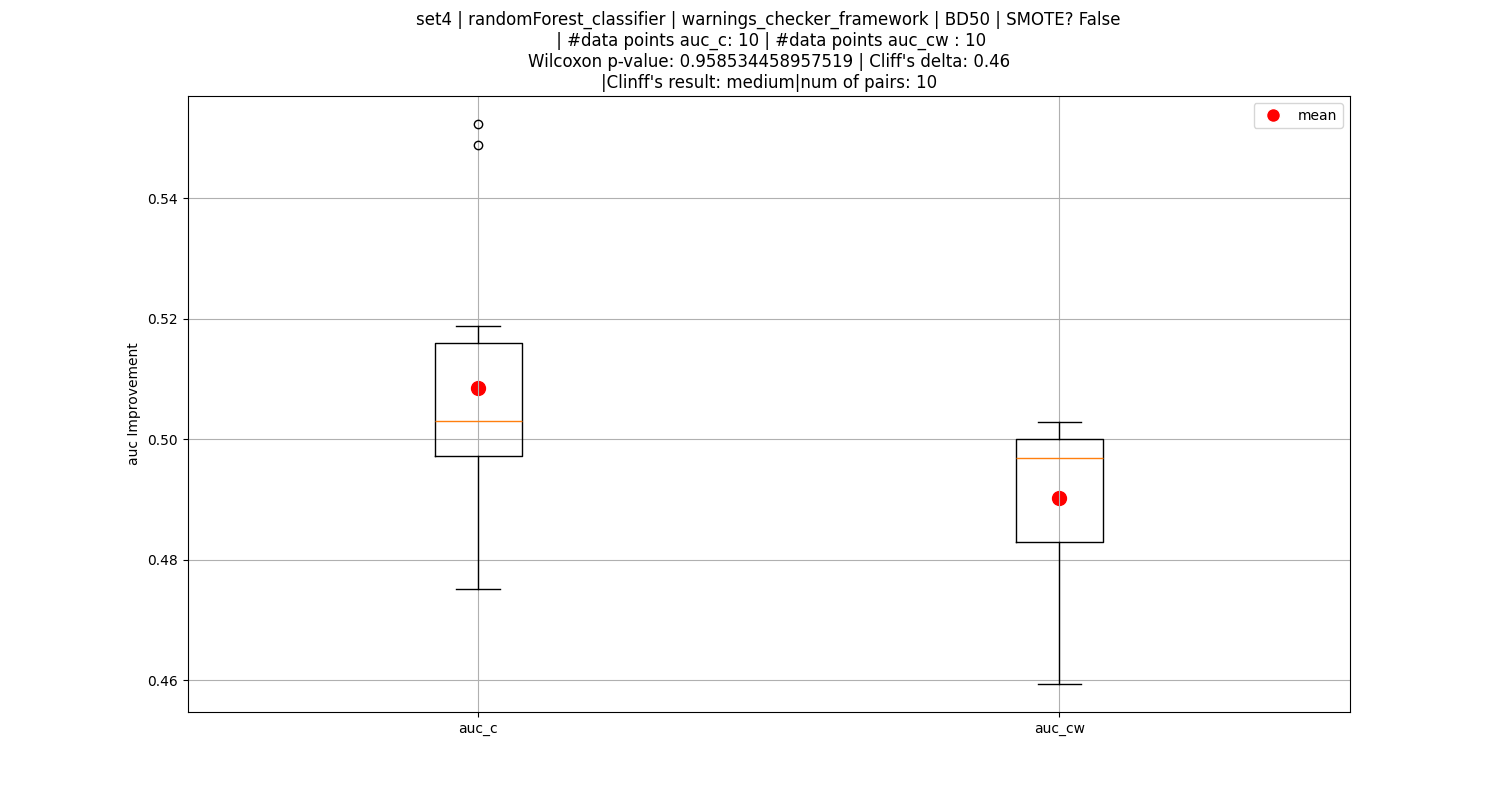 set4 | randomForest_classifier | warnings_checker_framework | BD50 | SMOTE? False
| #data points auc_c: 10 | #data points auc_cw : 10
Wilcoxon p-value: 0.958534458957519 | Cliff's delta: 0.46
|Clinff's result: medium|num of pairs: 10
mean
0.54
0.52
0.50
0.48
0.46
auc Improvement
auc_c
auc_cw